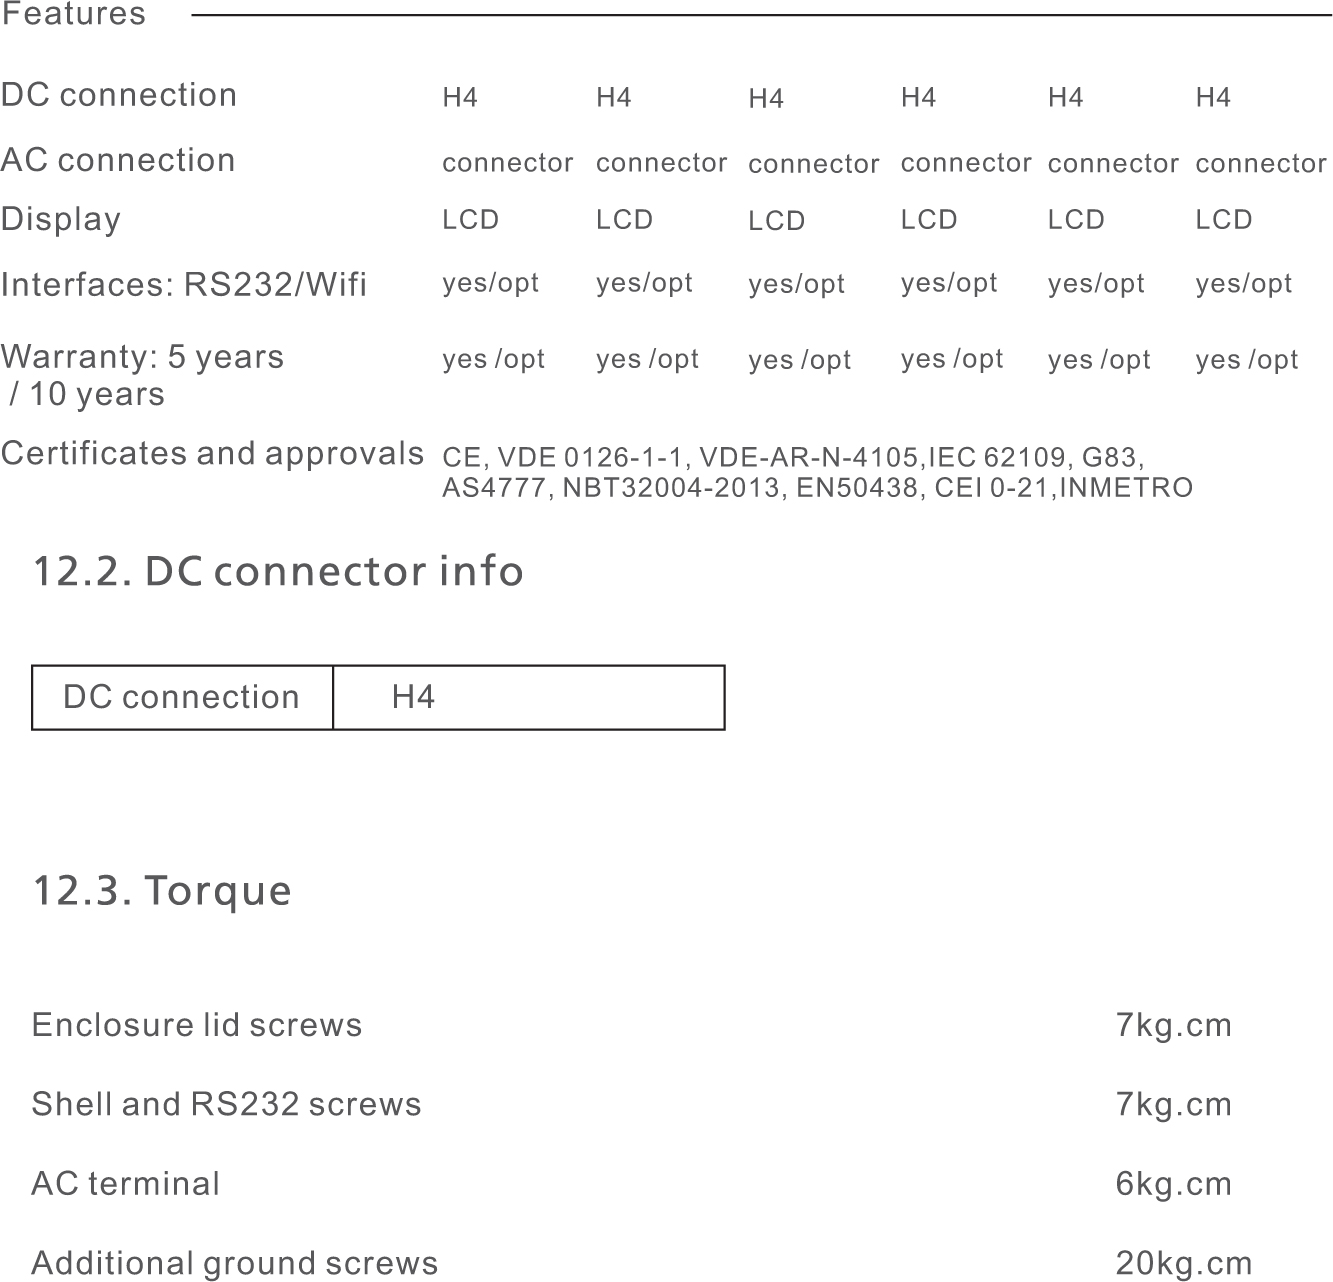 Features
DC connection H4 H4 H4 H4 H4 H4
AC connection connector connector connector connector connector connector
Display LCD LCD LCD LCD LCD LCD
Interfaces: RS232/Wifi yes/opt yes/opt yes/opt yes/opt yes/opt yes/opt
Warranty: 5 years yes /opt yes /opt yes /opt yes /opt yes /opt yes /opt
/ 10 years
Certificates and approvals CE, VDE 0126-1-1, VDE-AR-N-4105,IEC 62109, G83,
AS4777, NBT32004-2013, EN50438, CEI 0-21,INMETRO
12.2. DC connector info
DC connection H4
12.3. Torque
Enclosure lid screws 7kg.cm
Shell and RS232 screws 7kg.cm
AC terminal 6kg.cm
Additional ground screws 20kg.cm